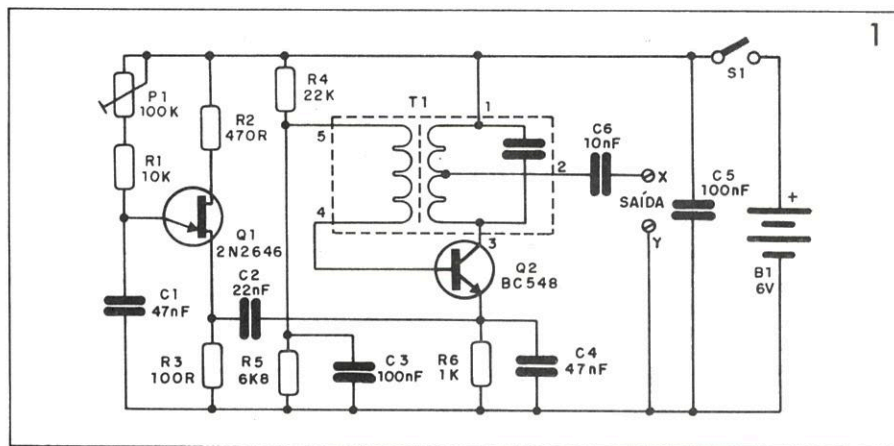 1
S1
P1
100K
R4
22K
T1
1
R2
470R
5
C6
10nF
2
X
SAÍDA
Y
C5
100nF
+
R1
10K
4
3
Q1
2N2646
Q2
BC548
B1
6V
C2
22nF
C1
47nF
R3
100R
R5
6K8
C3
100nF
R6
1K
C4
47nF